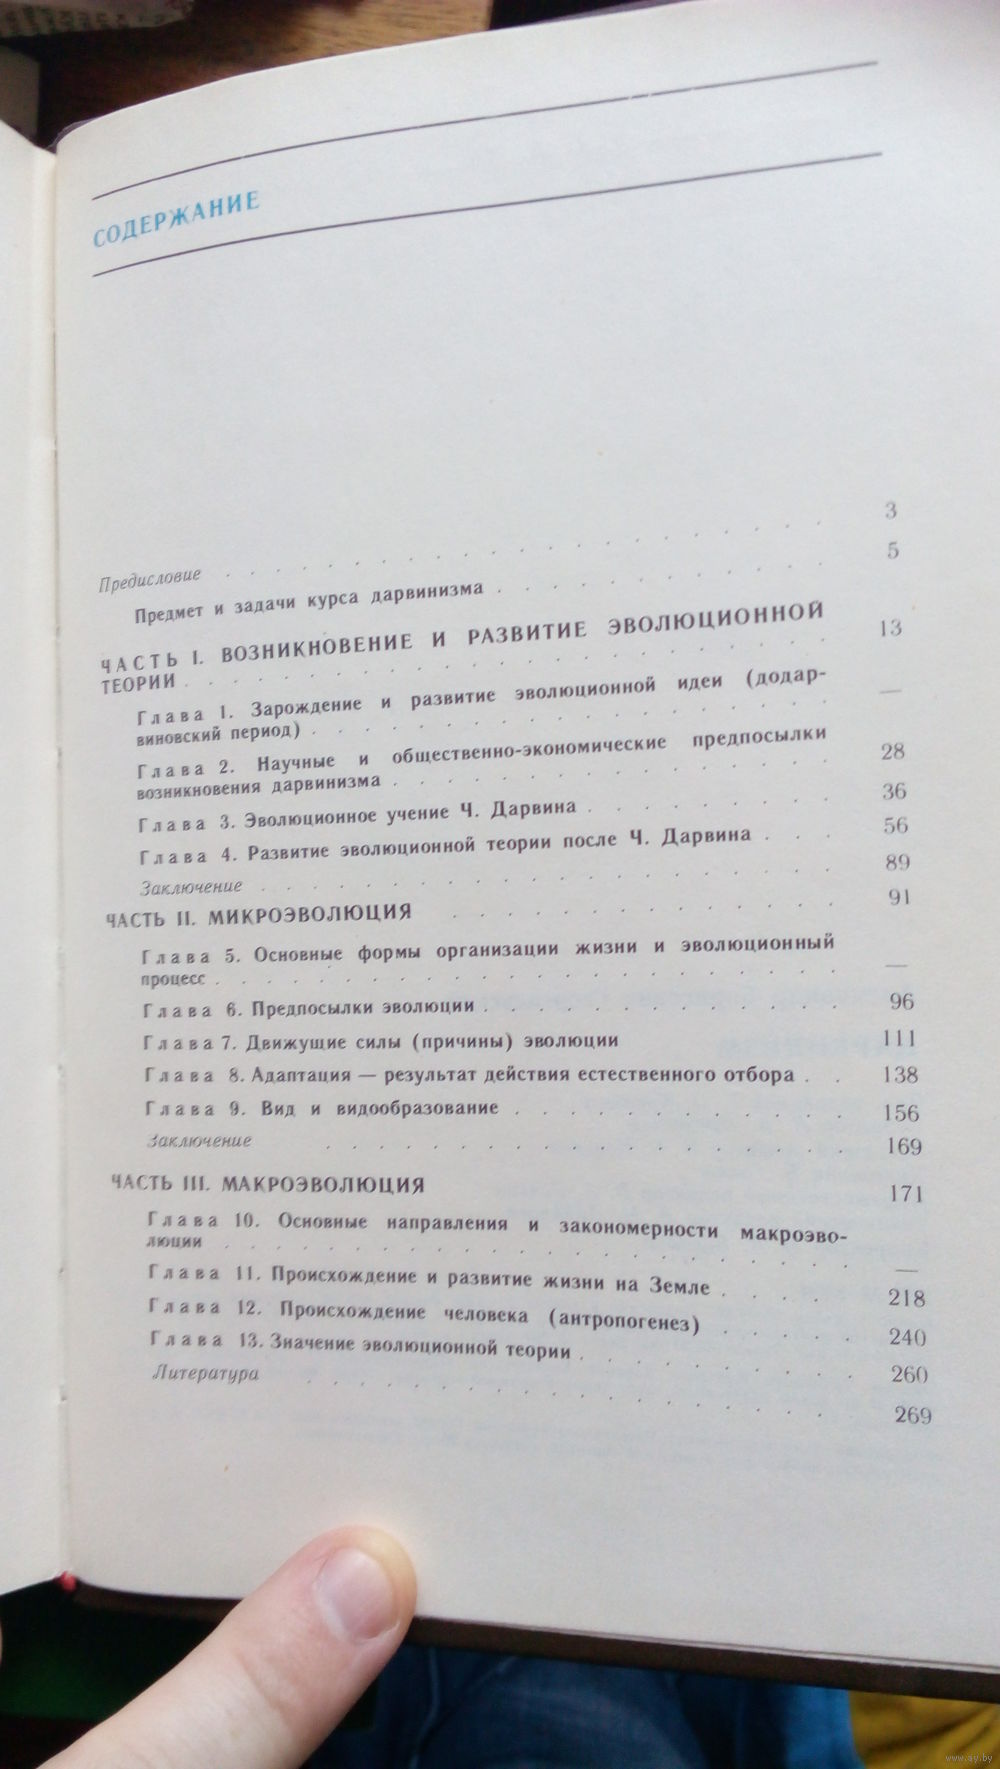 СОДЕРЖАНИЕ
Предисловие . . . . . . . . . . . . . . . . 3
Предмет и задачи курса дарвинизма . . . . . . . . . . 5
ЧАСТЬ I. ВОЗНИКНОВЕНИЕ И РАЗВИТИЕ ЭВОЛЮЦИОННОЙ
ТЕОРИИ . . . . . . . . . . . . . . . . 13
Глава 1. Зарождение и развитие эволюционной идеи (додар-
виновский период) . . . . . . . . . . . . . —
Глава 2. Научные и общественно-экономические предпосылки
возникновения дарвинизма . . . . . . . . . . . 28
Глава 3. Эволюционное учение Ч. Дарвина . . . . . . . 36
Глава 4. Развитие эволюционной теории после Ч. Дарвина . . . 56
Заключение . . . . . . . . . . . . . . . 89
ЧАСТЬ II. МИКРОЭВОЛЮЦИЯ . . . . . . . . . . . 91
Глава 5. Основные формы организации жизни и эволюционный
процесс . . . . . . . . . . . . . . . . —
Глава 6. Предпосылки эволюции . . . . . . . . . . 96
Глава 7. Движущие силы (причины) эволюции 111
Глава 8. Адаптация — результат действия естественного отбора . . 138
Глава 9. Вид и видообразование . . . . . . . . . 156
Заключение . . . . . . . . . . . . . . 169
ЧАСТЬ III. МАКРОЭВОЛЮЦИЯ 171
Глава 10. Основные направления и закономерности макроэво-
люции . . . . . . . . . . . . . . . . —
Глава 11. Происхождение и развитие жизни на Земле . . . . 218
Глава 12. Происхождение человека (антропогенез) . . . . . 240
Глава 13. Значение эволюционной теории . . . . . . . 260
Литература . . . . . . . . . . . . . . 269
www.ay.by